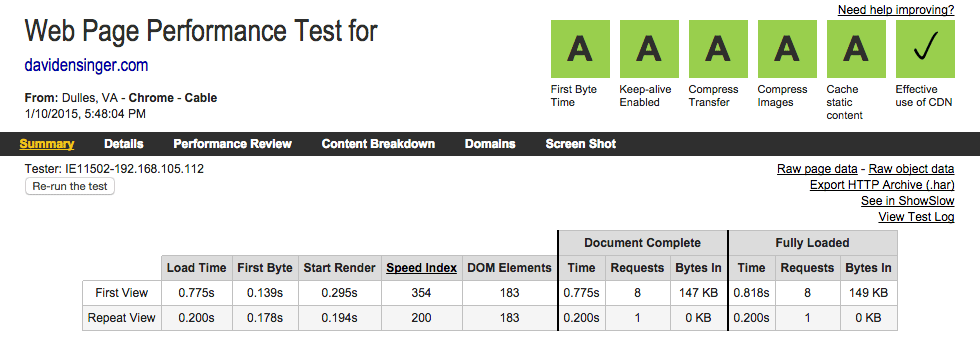 Need help improving?
Web Page Performance Test for
davidensinger.com
From: Dulles, VA - Chrome - Cable
1/10/2015, 5:48:04 PM
A A A A A ✓
First Byte Time
Keep-alive Enabled
Compress Transfer
Compress Images
Cache static content
Effective use of CDN
Summary Details Performance Review Content Breakdown Domains Screen Shot
Tester: IE11502-192.168.105.112
Re-run the test
Raw page data - Raw object data
Export HTTP Archive (.har)
See in ShowSlow
View Test Log
Document Complete Fully Loaded
Load Time First Byte Start Render Speed Index DOM Elements Time Requests Bytes In Time Requests Bytes In
First View 0.775s 0.139s 0.295s 354 183 0.775s 8 147 KB 0.818s 8 149 KB
Repeat View 0.200s 0.178s 0.194s 200 183 0.200s 1 0 KB 0.200s 1 0 KB